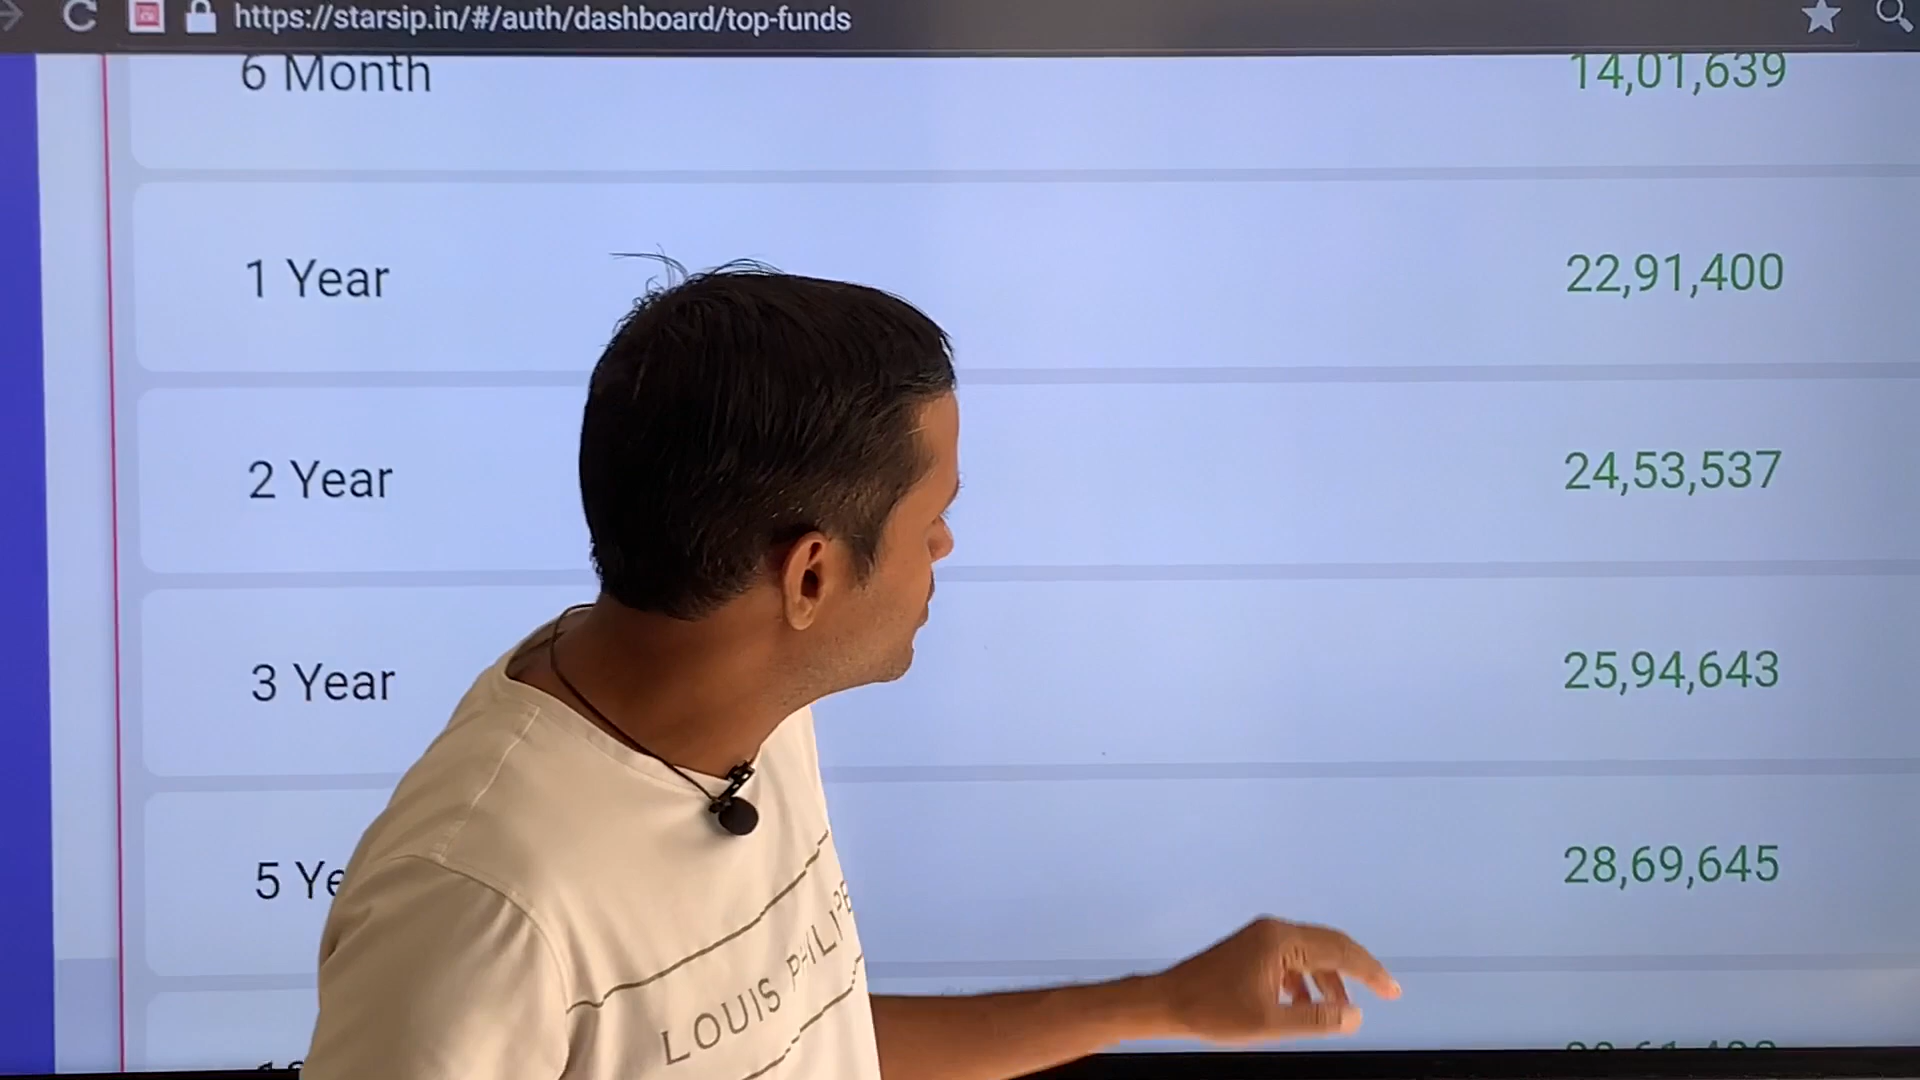 https://starsip.in/#/auth/dashboard/top-funds
6 Month 14,01,639
1 Year 22,91,400
2 Year 24,53,537
3 Year 25,94,643
5 Ye 28,69,645
LOUIS PHILIPPE